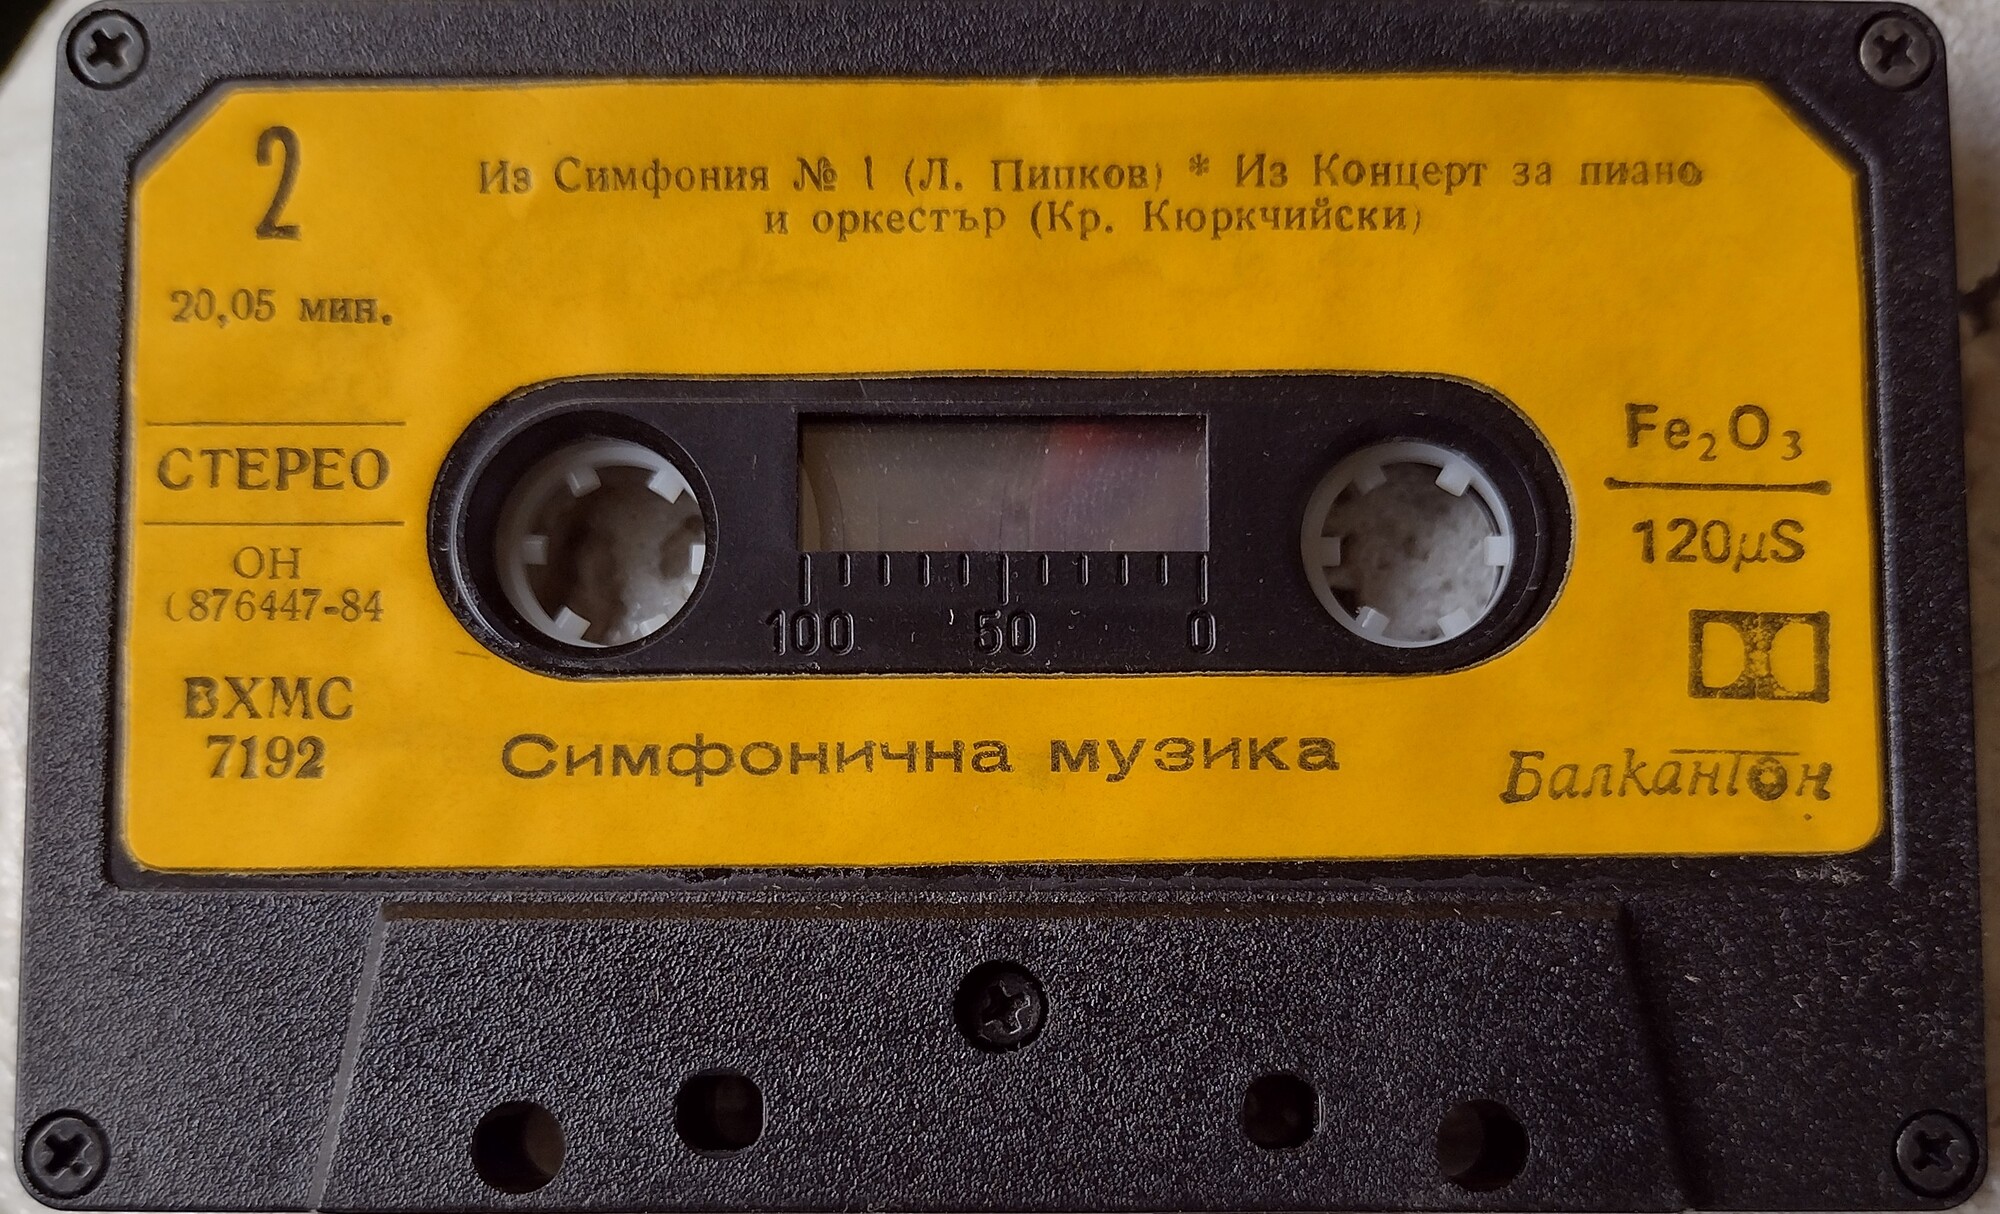 2
Из Симфония № 1 (Л. Пипков) * Из Концерт за пиано
и оркестър (Кр. Кюркчийски)
20,05 мин.
СТЕРЕО
ОН
0876447-84
ВХМС
7192
100 50 0
Fe₂O₃
120µS
Симфонична музика
Балкантон